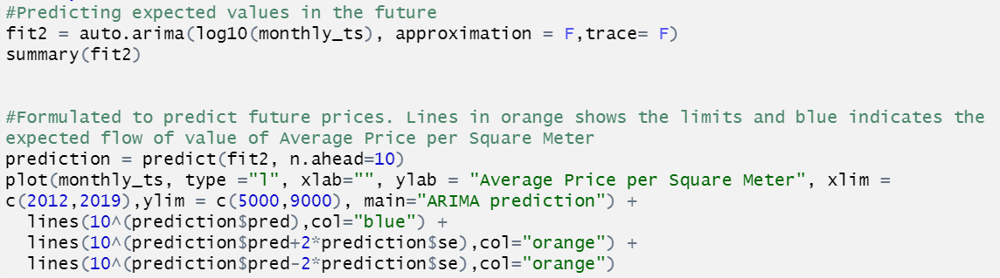 #Predicting expected values in the future
fit2 = auto.arima(log10(monthly_ts), approximation = F,trace= F)
summary(fit2)
#Formulated to predict future prices. Lines in orange shows the limits and blue indicates the
expected flow of value of Average Price per Square Meter
prediction = predict(fit2, n.ahead=10)
plot(monthly_ts, type ="l", xlab="", ylab = "Average Price per Square Meter", xlim =
c(2012,2019),ylim = c(5000,9000), main="ARIMA prediction") +
  lines(10^(prediction$pred),col="blue") +
  lines(10^(prediction$pred+2*prediction$se),col="orange") +
  lines(10^(prediction$pred-2*prediction$se),col="orange")